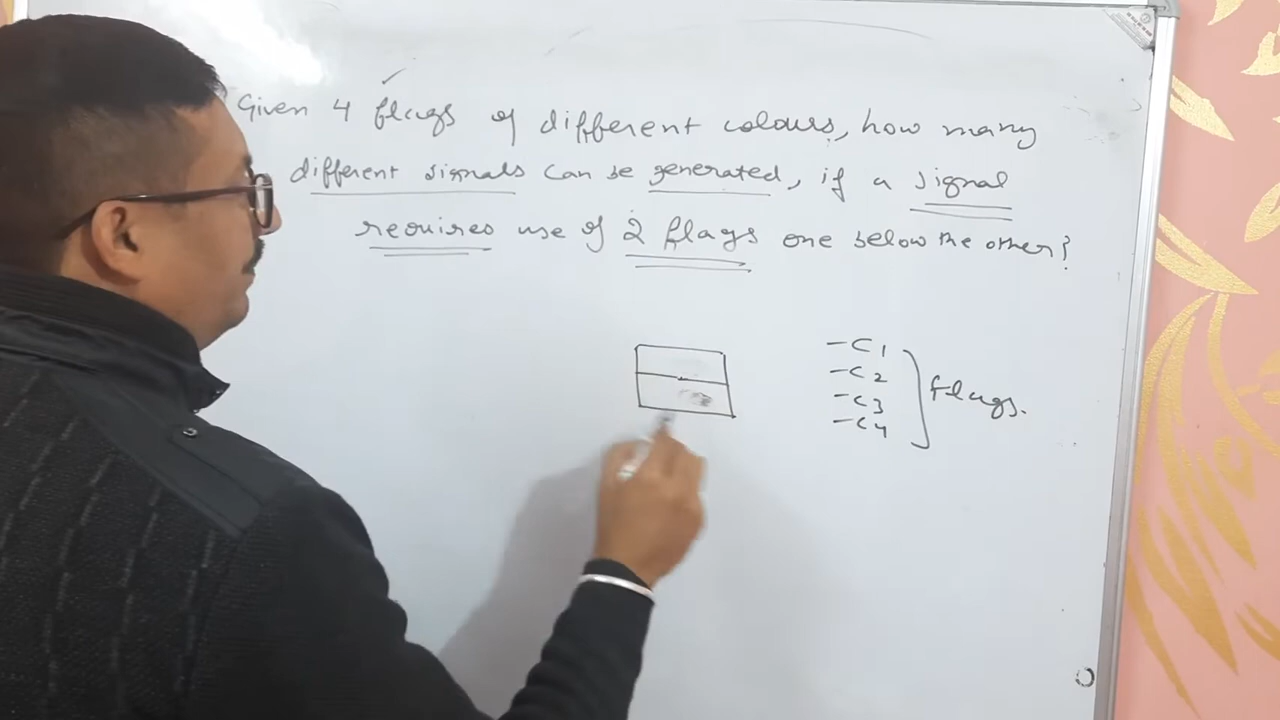 Given 4 flags of different colours, how many
different signals can be generated, if a signal
requires use of 2 flags one below the other?
-C1
-C2
-C3
-C4
flags.